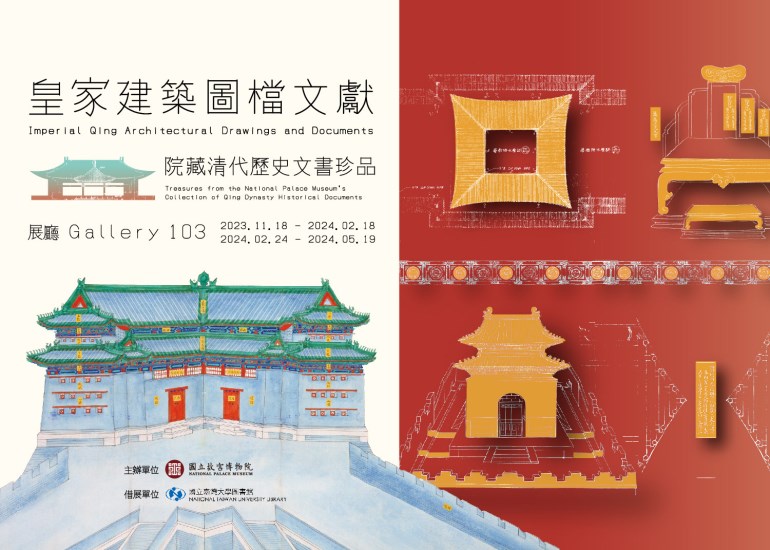 皇家建築圖檔文獻
Imperial Qing Architectural Drawings and Documents
院藏清代歷史文書珍品
Treasures from the National Palace Museum's
Collection of Qing Dynasty Historical Documents
展廳 Gallery 103
2023.11.18 - 2024.02.18
2024.02.24 - 2024.05.19
主辦單位
國立故宮博物院
NATIONAL PALACE MUSEUM
借展單位
國立臺灣大學圖書館
NATIONAL TAIWAN UNIVERSITY LIBRARY